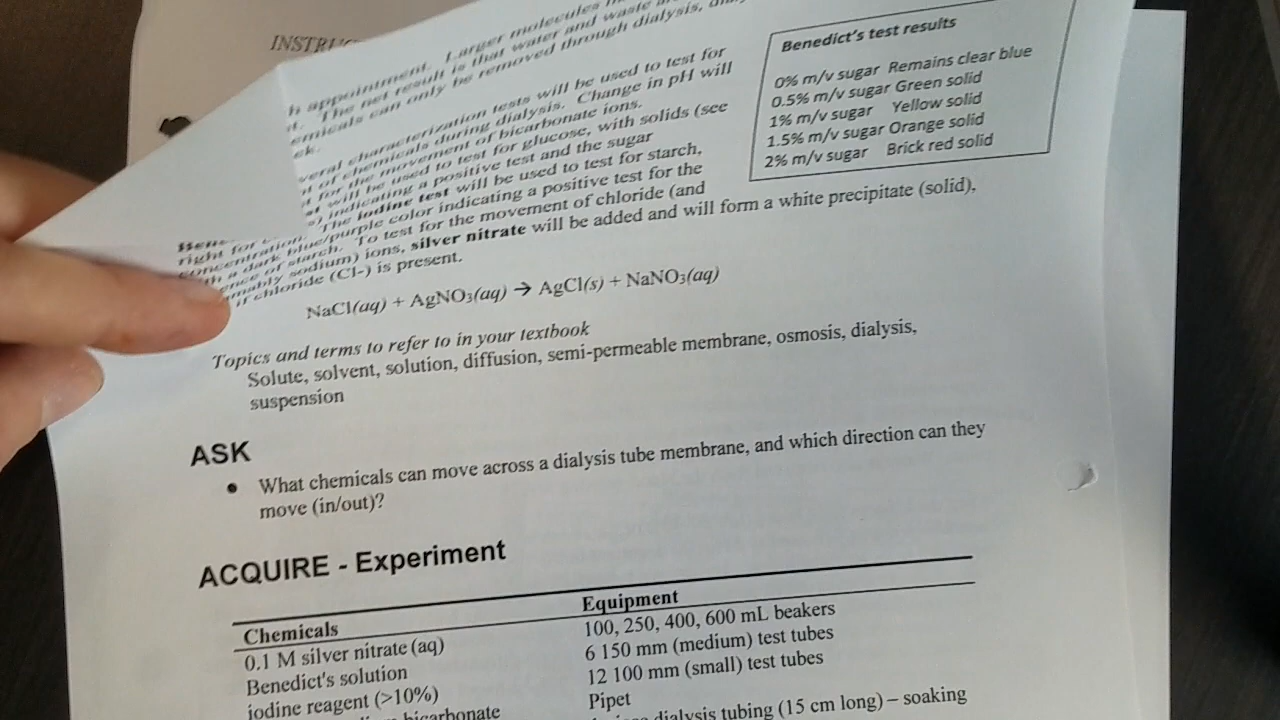 h appointment. Larger molecules
The net result is that water and waste
emicals can only be removed through dialysis,
ek.
veral characterization tests will be used to test for
t of chemicals during dialysis. Change in pH will
for the movement of bicarbonate ions.
will be used to test for glucose, with solids (see
indicating a positive test and the sugar
right for
concentration. The iodine test will be used to test for starch,
a dark blue/purple color indicating a positive test for the
ence of starch. To test for the movement of chloride (and
amably sodium) ions, silver nitrate will be added and will form a white precipitate (solid),
if chloride (Cl-) is present.
Benedict's test results
0% m/v sugar Remains clear blue
0.5% m/v sugar Green solid
1% m/v sugar Yellow solid
1.5% m/v sugar Orange solid
2% m/v sugar Brick red solid
NaCl(aq) + AgNO₃(aq) → AgCl(s) + NaNO₃(aq)
Topics and terms to refer to in your textbook
Solute, solvent, solution, diffusion, semi-permeable membrane, osmosis, dialysis,
suspension
ASK
• What chemicals can move across a dialysis tube membrane, and which direction can they
move (in/out)?
ACQUIRE - Experiment
Chemicals Equipment
0.1 M silver nitrate (aq) 100, 250, 400, 600 mL beakers
Benedict's solution 6 150 mm (medium) test tubes
iodine reagent (>10%) 12 100 mm (small) test tubes
bicarbonate Pipet
dialysis tubing (15 cm long) – soaking